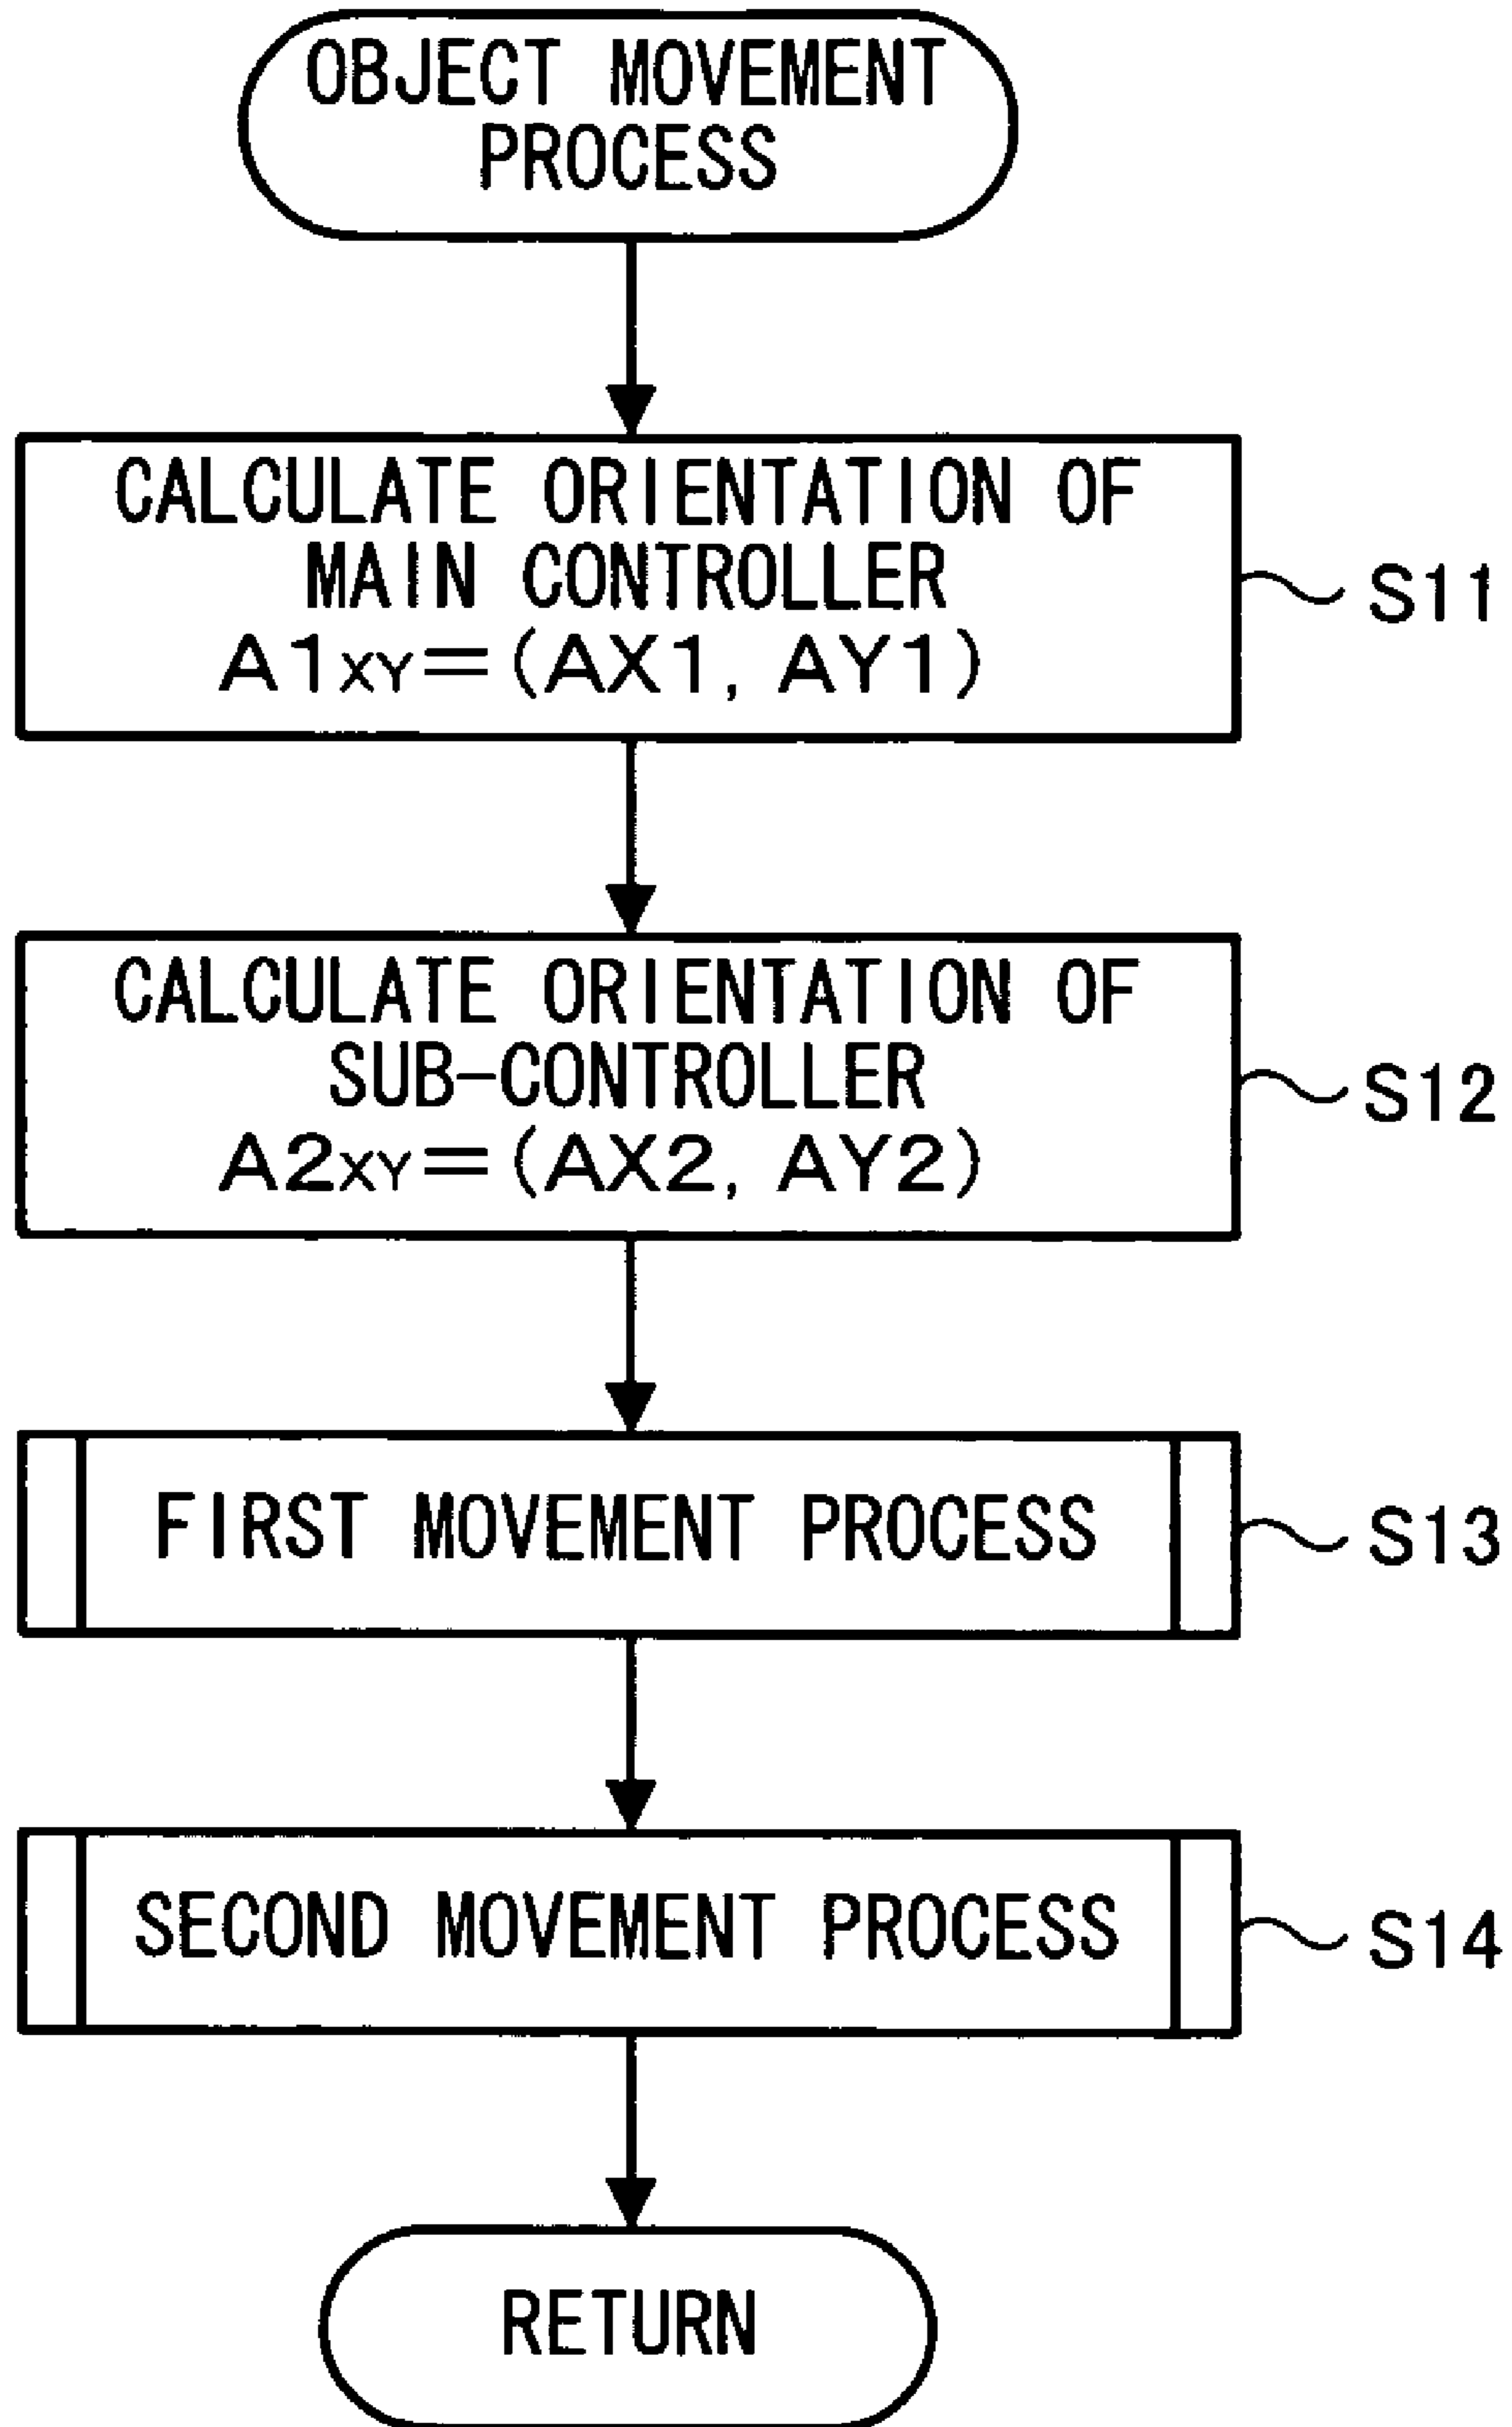 OBJECT MOVEMENT
PROCESS
CALCULATE ORIENTATION OF
MAIN CONTROLLER
A1XY=(AX1, AY1)
S11
CALCULATE ORIENTATION OF
SUB-CONTROLLER
A2XY=(AX2, AY2)
S12
FIRST MOVEMENT PROCESS
S13
SECOND MOVEMENT PROCESS
S14
RETURN